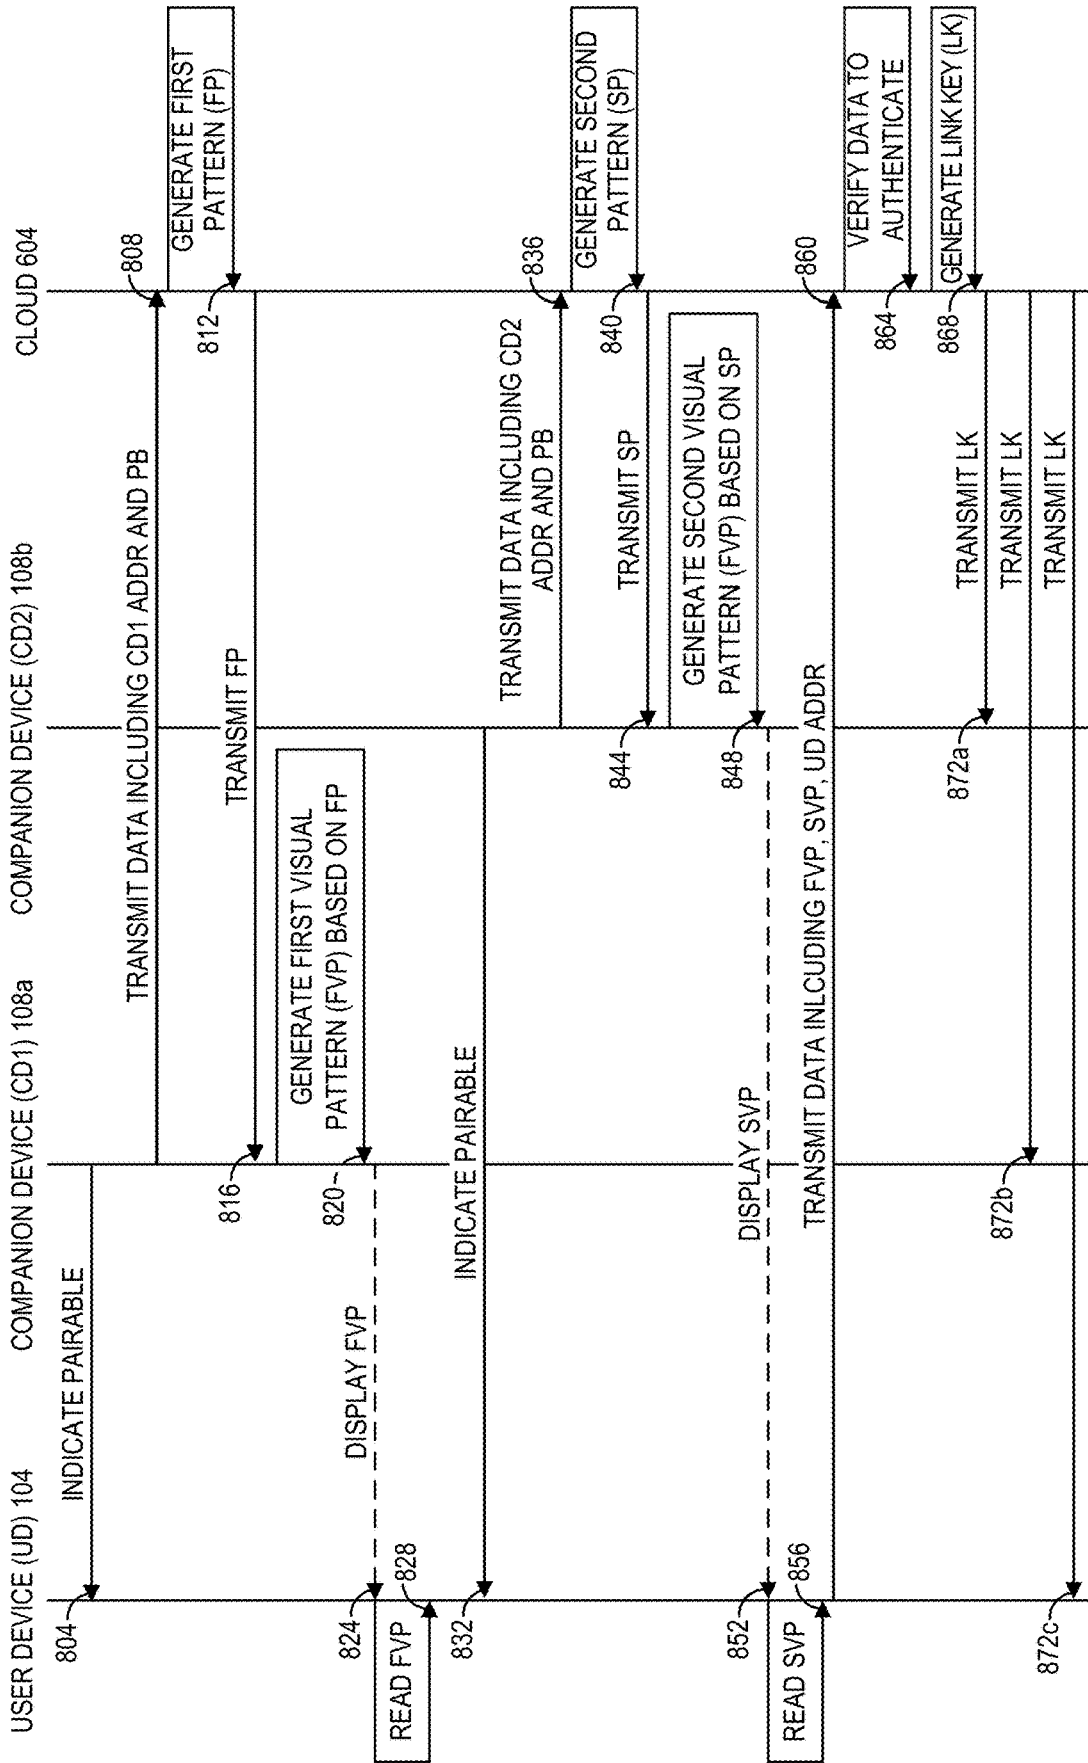 USER DEVICE (UD) 104
COMPANION DEVICE (CD1) 108a
COMPANION DEVICE (CD2) 108b
CLOUD 604
804
INDICATE PAIRABLE
TRANSMIT DATA INCLUDING CD1 ADDR AND PB
808
GENERATE FIRST
PATTERN (FP)
812
TRANSMIT FP
816
GENERATE FIRST VISUAL
PATTERN (FVP) BASED ON FP
820
DISPLAY FVP
824
READ FVP
828
INDICATE PAIRABLE
832
TRANSMIT DATA INCLUDING CD2
ADDR AND PB
836
GENERATE SECOND
PATTERN (SP)
840
TRANSMIT SP
844
GENERATE SECOND VISUAL
PATTERN (FVP) BASED ON SP
848
DISPLAY SVP
852
READ SVP
856
TRANSMIT DATA INLCUDING FVP, SVP, UD ADDR
860
VERIFY DATA TO
AUTHENTICATE
864
GENERATE LINK KEY (LK)
868
TRANSMIT LK
872a
TRANSMIT LK
872b
TRANSMIT LK
872c